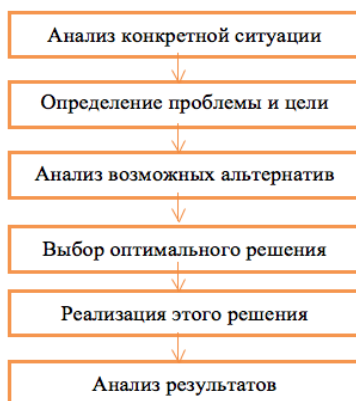 Анализ конкретной ситуации
Определение проблемы и цели
Анализ возможных альтернатив
Выбор оптимального решения
Реализация этого решения
Анализ результатов